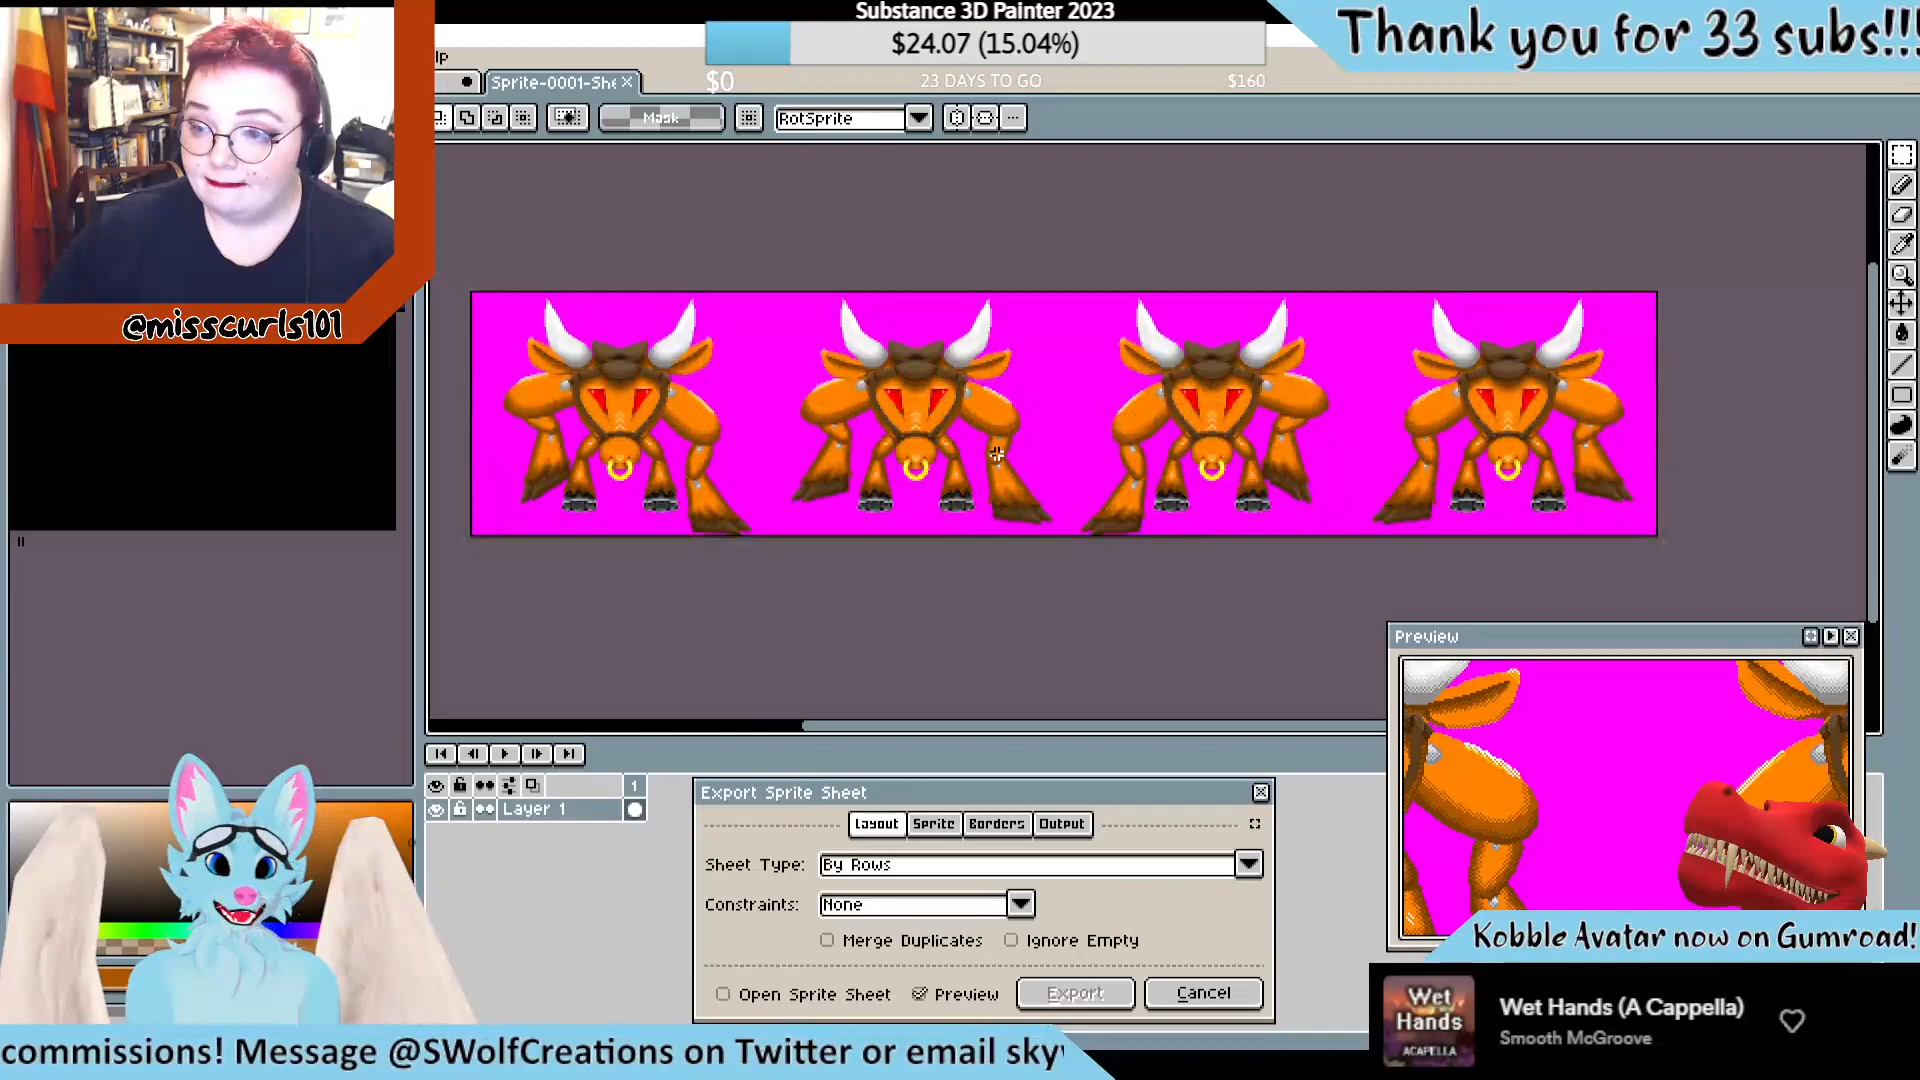 Substance 3D Painter 2023
$24.07 (15.04%)
$0
23 DAYS TO GO
$160
Thank you for 33 subs!!!
lp
Sprite-0001-She
Mask
RotSprite
@misscurls101
Preview
1
Layer 1
Export Sprite Sheet
Layout
Sprite
Borders
Output
Sheet Type:
By Rows
Constraints:
None
Merge Duplicates
Ignore Empty
Open Sprite Sheet
Preview
Export
Cancel
Kobble Avatar now on Gumroad!
Wet
Hands
ACAPELLA
Wet Hands (A Cappella)
Smooth McGroove
commissions! Message @SWolfCreations on Twitter or email sky